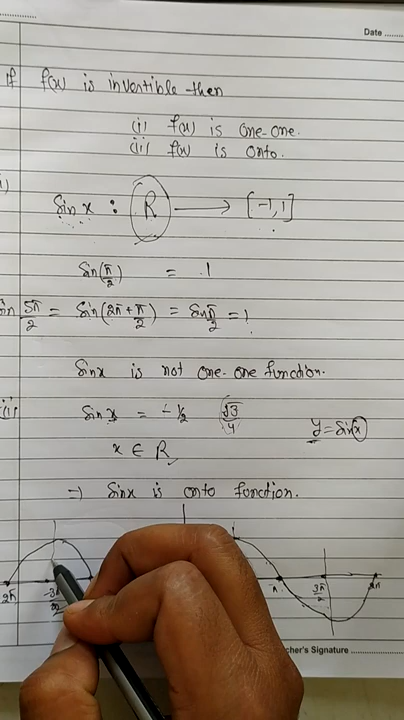 Date ........
If f(x) is invertible then
(i) f(x) is one-one.
(ii) f(x) is onto.
i)
Sin x : R ⟶ [-1,1]
Sin(π/2) = 1
Sin 5π/2 = Sin(2π + π/2) = Sin π/2 = 1
Sinx is not one-one function.
(ii) Sin x = -1/2 √3/4 y = Sin(x)
x ∈ R
⇒ Sinx is onto function.
-3π/2 π 3π/2 2π
cher's Signature ................